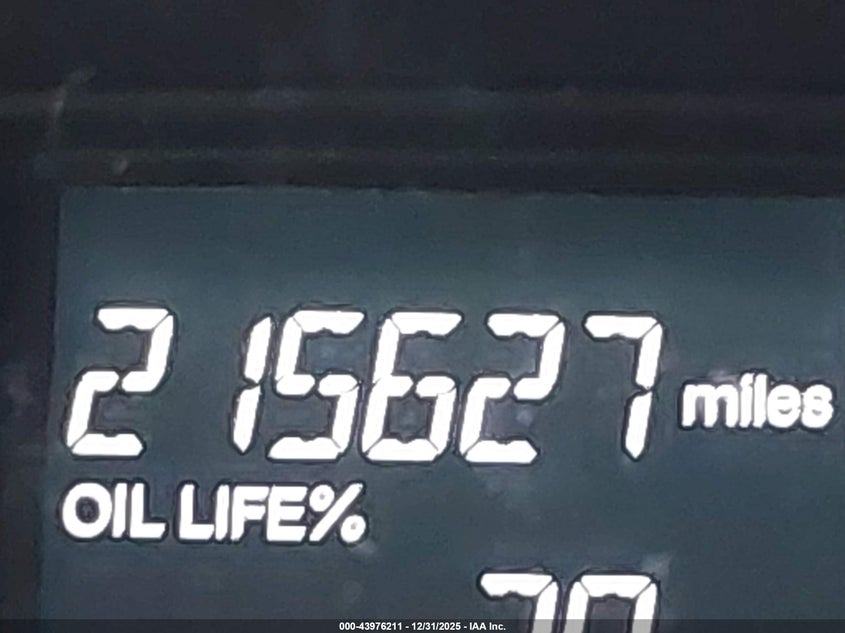 215627 miles
OIL LIFE%
000-43976211 - 12/31/2025 - IAA Inc.